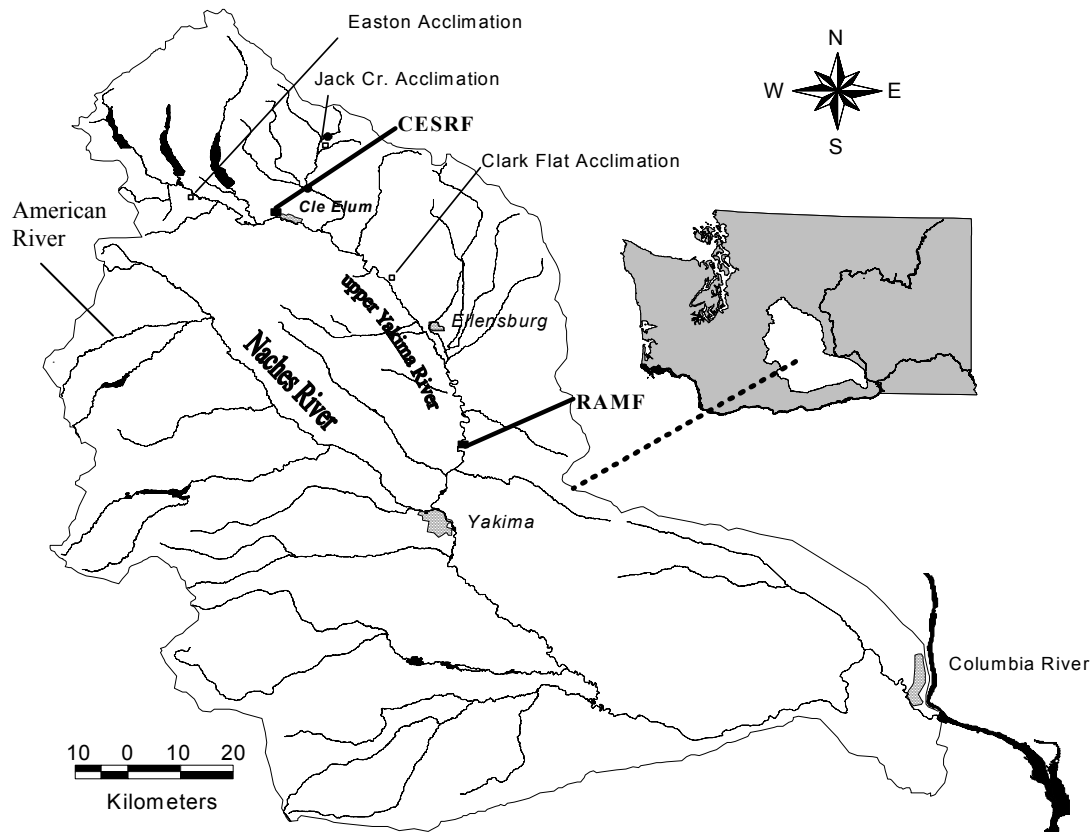 Easton Acclimation
Jack Cr. Acclimation
CESRF
Clark Flat Acclimation
N
W
E
S
American
River
Cle Elum
upper Yakima River
Ellensburg
Naches River
RAMF
Yakima
Columbia River
10 0 10 20
Kilometers